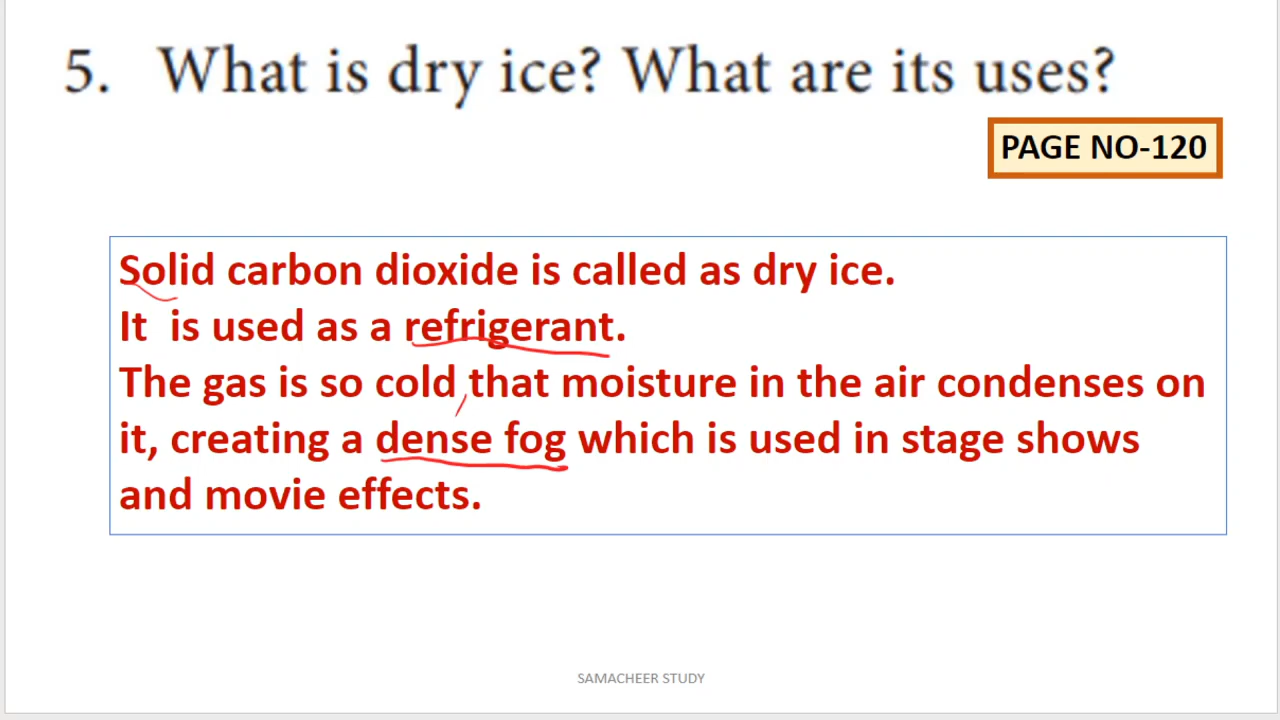 5. What is dry ice? What are its uses?
PAGE NO-120
Solid carbon dioxide is called as dry ice.
It is used as a refrigerant.
The gas is so cold that moisture in the air condenses on
it, creating a dense fog which is used in stage shows
and movie effects.
SAMACHEER STUDY